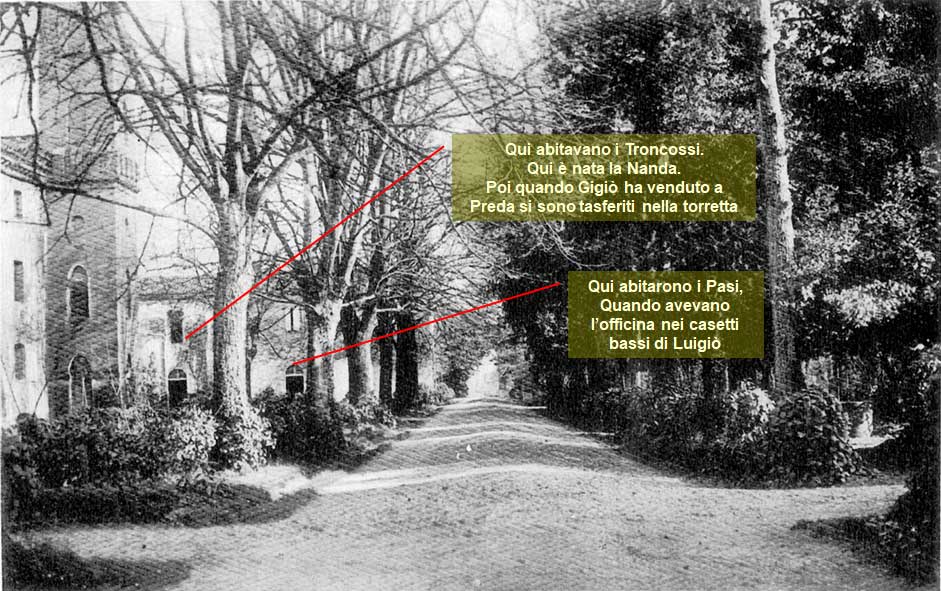 Qui abitavano i Troncossi.
Qui è nata la Nanda.
Poi quando Gigiò ha venduto a
Preda si sono tasferiti nella torretta
Qui abitarono i Pasi,
Quando avevano
l’officina nei casetti
bassi di Luigiò